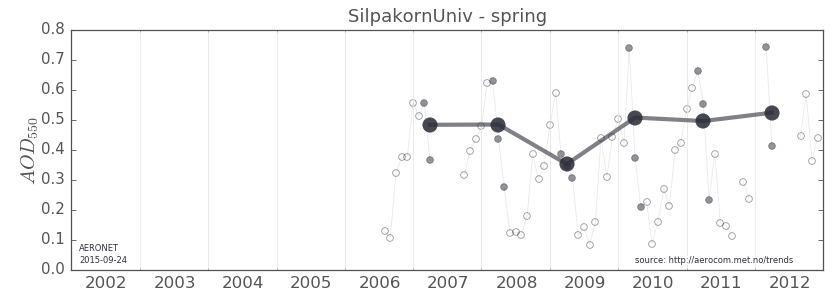 SilpakornUniv - spring
0.8
0.7
0.6
0.5
0.4
0.3
0.2
0.1
0.0
AOD550
AERONET
2015-09-24
source: http://aerocom.met.no/trends
2002 2003 2004 2005 2006 2007 2008 2009 2010 2011 2012